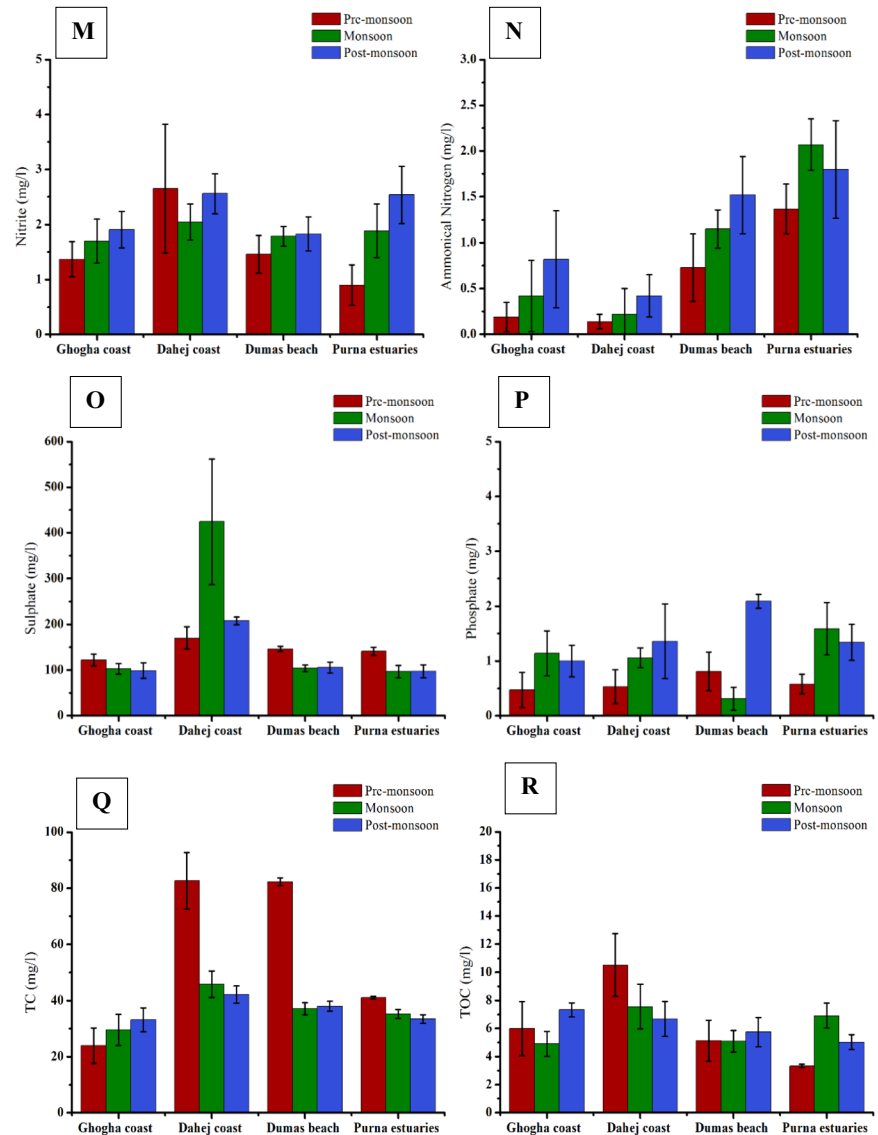 M
Pre-monsoon
Monsoon
Post-monsoon
Nitrite (mg/l)
5
4
3
2
1
0
Ghogha coast Dahej coast Dumas beach Purna estuaries
N
Pre-monsoon
Monsoon
Post-monsoon
Ammonical Nitrogen (mg/l)
3.0
2.5
2.0
1.5
1.0
0.5
0.0
Ghogha coast Dahej coast Dumas beach Purna estuaries
O
Pre-monsoon
Monsoon
Post-monsoon
Sulphate (mg/l)
600
500
400
300
200
100
0
Ghogha coast Dahej coast Dumas beach Purna estuaries
P
Pre-monsoon
Monsoon
Post-monsoon
Phosphate (mg/l)
5
4
3
2
1
0
Ghogha coast Dahej coast Dumas beach Purna estuaries
Q
Pre-monsoon
Monsoon
Post-monsoon
TC (mg/l)
100
80
60
40
20
0
Ghogha coast Dahej coast Dumas beach Purna estuaries
R
Pre-monsoon
Monsoon
Post-monsoon
TOC (mg/l)
20
18
16
14
12
10
8
6
4
2
0
Ghogha coast Dahej coast Dumas beach Purna estuaries